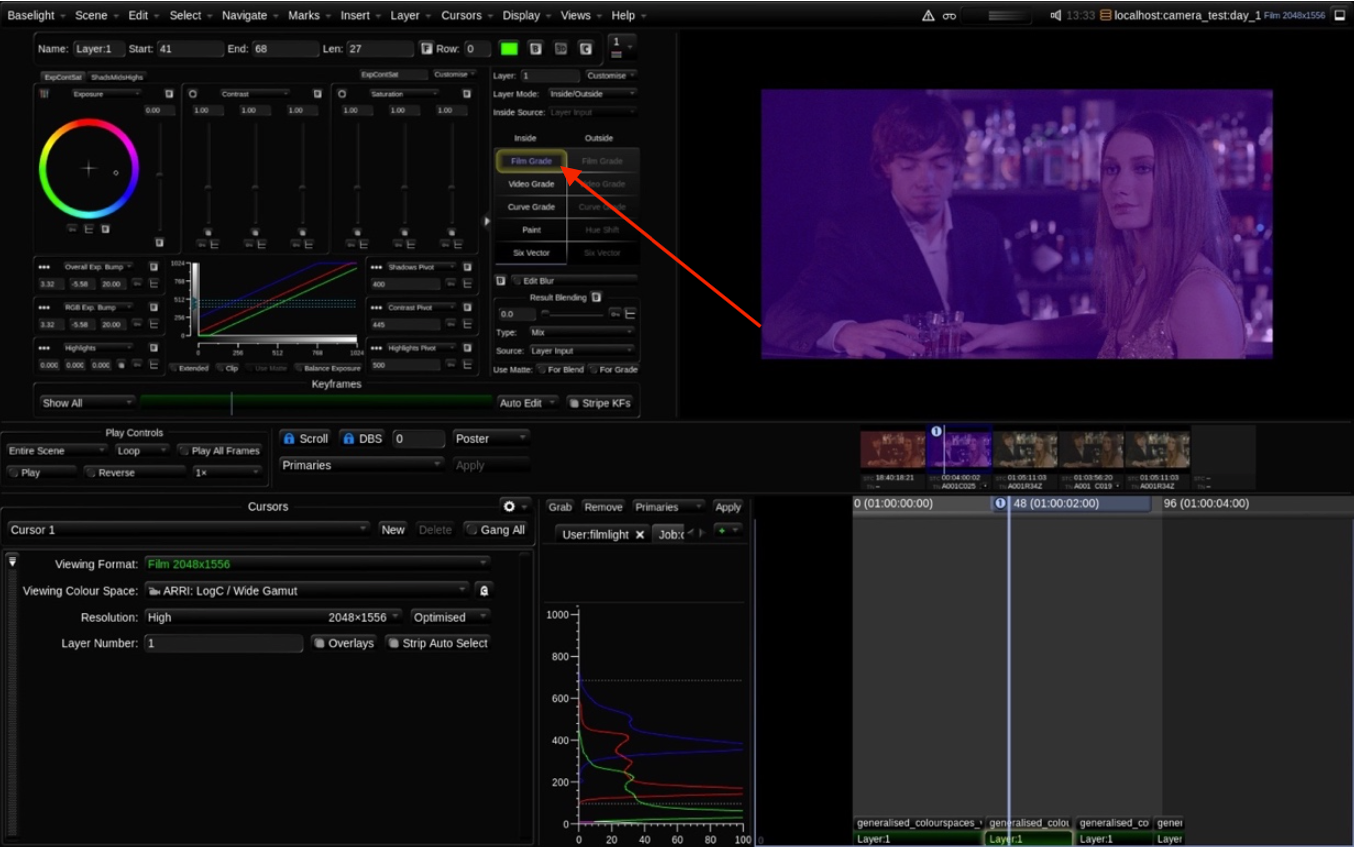 Baselight Scene Edit Select Navigate Marks Insert Layer Cursors Display Views Help 13:33 localhost:camera_test:day_1 Film 2048x1556
Name: Layer:1 Start: 41 End: 68 Len: 27 F Row: 0 1
ExpContSat ShadsMidsHighs ExpContSat Customise
Layer: 1 Customise
Exposure Contrast Saturation
Layer Mode: Inside/Outside
0.00 1.00 1.00 1.00 1.00 1.00 1.00
Inside Source: Layer Input
Inside Outside
Film Grade Film Grade
Video Grade Video Grade
Curve Grade Curve Grade
Paint Hue Shift
Six Vector Six Vector
Edit Blur
Result Blending
0.0
Type: Mix
Source: Layer Input
Use Matte: For Blend For Grade
Overall Exp. Bump
3.32 -5.58 20.00
RGB Exp. Bump
3.32 -5.58 20.00
Highlights
0.000 0.000 0.000
1024
768
512
256
0
0 256 512 768 1024
Extended Clip Use Matte Balance Exposure
Shadows Pivot
400
Contrast Pivot
445
Highlights Pivot
500
Keyframes
Show All Auto Edit Stripe KFs
Play Controls
Entire Scene Loop Play All Frames
Play Reverse 1×
Scroll DBS 0 Poster
Primaries Apply
1
18:40:18:21 00:04:00:02 01:05:11:03 01:03:56:20 01:05:11:03
A001C025 A001R34Z A001 C019 A001R34Z
Cursors
Cursor 1 New Delete Gang All
Viewing Format: Film 2048x1556
Viewing Colour Space: ARRI: LogC / Wide Gamut
Resolution: High 2048×1556 Optimised
Layer Number: 1 Overlays Strip Auto Select
Grab Remove Primaries Apply
User:filmlight Job:c
1000
800
600
400
200
0
0 20 40 60 80 100
0 (01:00:00:00) 1 48 (01:00:02:00) 96 (01:00:04:00)
0
generalised_colourspaces_ generalised_colou generalised_co gener
Layer:1 Layer:1 Layer:1 Layer